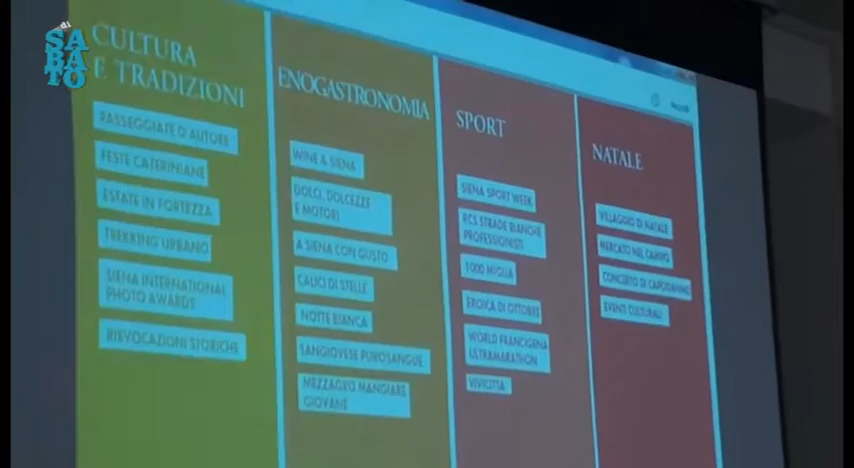 di
SA
BA
TO
CULTURA
E TRADIZIONI
PASSEGGIATE D'AUTORE
FESTE CATERINIANE
ESTATE IN FORTEZZA
TREKKING URBANO
SIENA INTERNATIONAL
PHOTO AWARDS
RIEVOCAZIONI STORICHE
ENOGASTRONOMIA
WINE & SIENA
DOLCI, DOLCEZZE
E MOTORI
A SIENA CON GUSTO
CALICI DI STELLE
NOTTE BIANCA
SANGIOVESE PUROSANGUE
MEZZAGRO MANGIARE
GIOVANE
SPORT
SIENA SPORT WEEK
RCS STRADE BIANCHE
PROFESSIONISTI
1000 MIGLIA
EROICA DI OTTOBRE
WORLD FRANCIGENA
ULTRAMARATHON
VIVICITTA
NATALE
VILLAGGIO DI NATALE
MERCATO NEL CAMPO
CONCERTO DI CAPODANNO
EVENTI CULTURALI